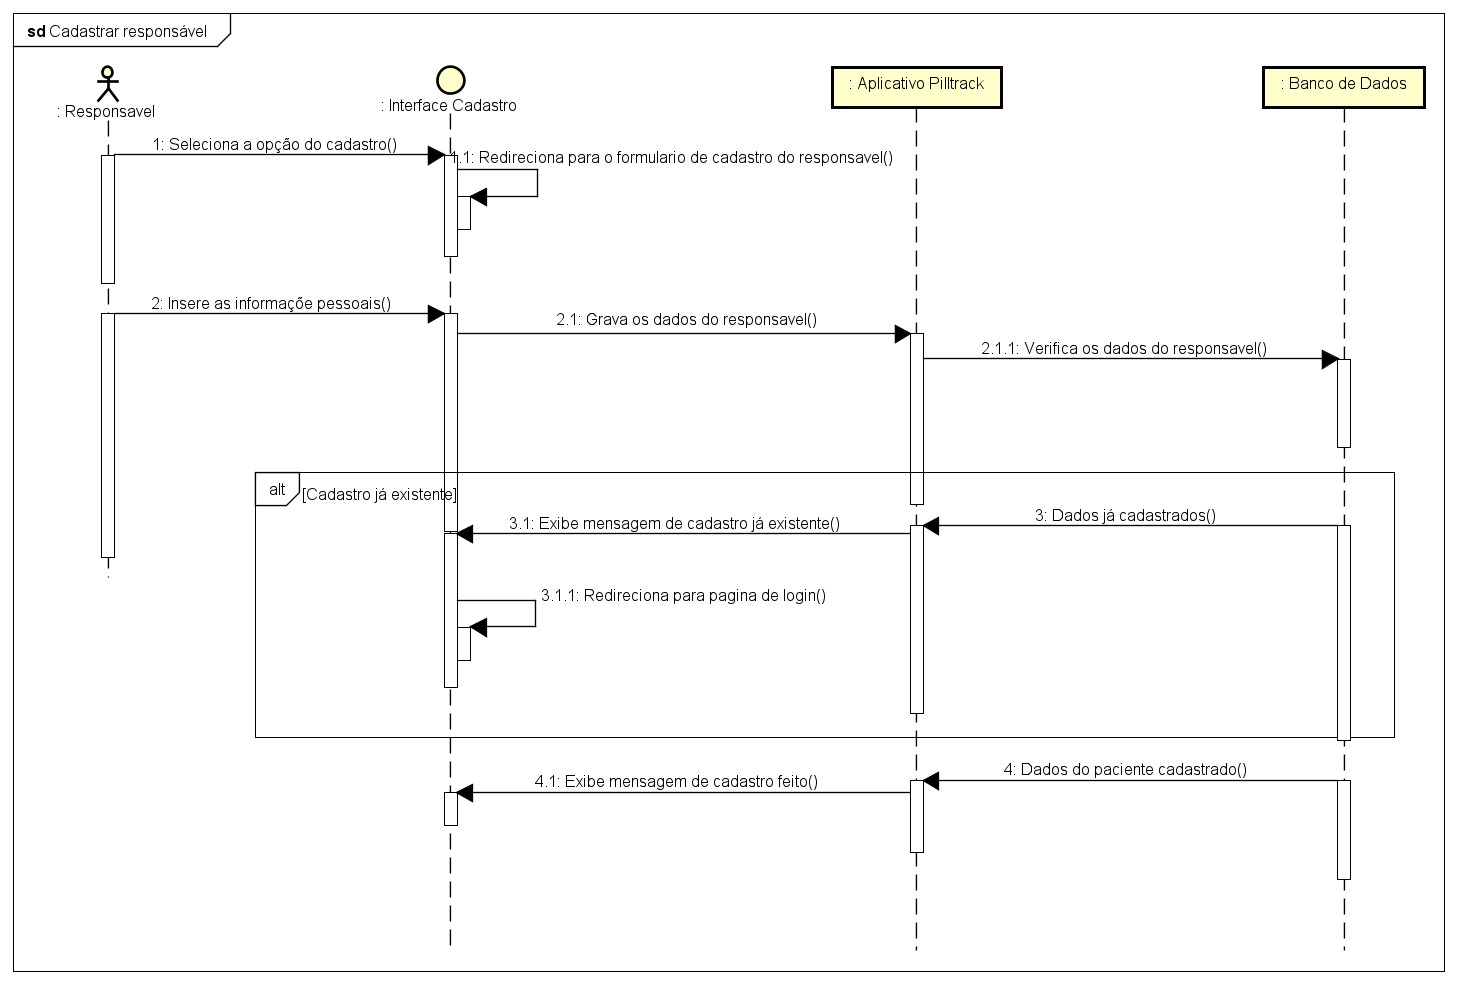 sd Cadastrar responsável
: Responsavel
: Interface Cadastro
: Aplicativo Pilltrack
: Banco de Dados
1: Seleciona a opção do cadastro()
1.1: Redireciona para o formulario de cadastro do responsavel()
2: Insere as informaçõe pessoais()
2.1: Grava os dados do responsavel()
2.1.1: Verifica os dados do responsavel()
alt
[Cadastro já existente]
3: Dados já cadastrados()
3.1: Exibe mensagem de cadastro já existente()
3.1.1: Redireciona para pagina de login()
4: Dados do paciente cadastrado()
4.1: Exibe mensagem de cadastro feito()